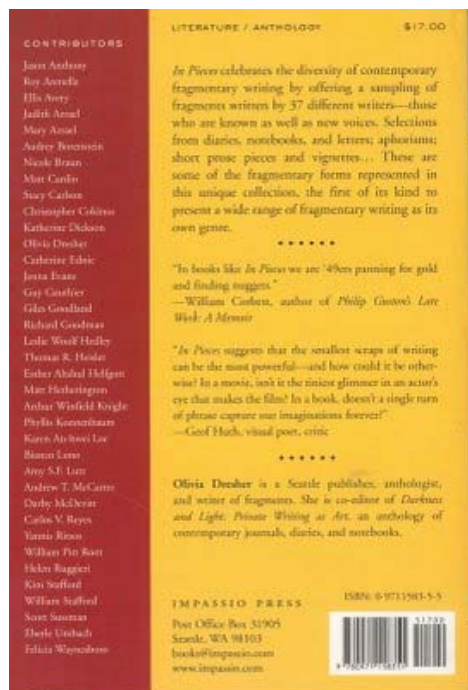 CONTRIBUTORS
Jason Anthony
Roy Arenella
Ellis Avery
Judith Azrael
Mary Azrael
Audrey Borenstein
Nicole Braun
Matt Cardin
Stacy Carlson
Christopher Cokinos
Katherine Dickson
Olivia Dresher
Catherine Ednie
Jenna Evans
Guy Gauthier
Giles Goodland
Richard Goodman
Leslie Woolf Hedley
Thomas R. Heisler
Esther Altshul Helfgott
Matt Hetherington
Arthur Winfield Knight
Phyllis Koestenbaum
Karen An-hwei Lee
Bianco Luno
Amy S.F. Lutz
Andrew T. McCarter
Darby McDevitt
Carlos V. Reyes
Yannis Ritsos
William Pitt Root
Helen Ruggieri
Kim Stafford
William Stafford
Scott Sussman
Eberle Umbach
Felicia Waynesboro
LITERATURE / ANTHOLOGY $17.00
In Pieces celebrates the diversity of contemporary
fragmentary writing by offering a sampling of
fragments written by 37 different writers—those
who are known as well as new voices. Selections
from diaries, notebooks, and letters; aphorisms;
short prose pieces and vignettes... These are
some of the fragmentary forms represented in
this unique collection, the first of its kind to
present a wide range of fragmentary writing as its
own genre.
"In books like In Pieces we are '49ers panning for gold
and finding nuggets."
—William Corbett, author of Philip Guston's Late
Work: A Memoir
"In Pieces suggests that the smallest scraps of writing
can be the most powerful—and how could it be other-
wise? In a movie, isn't it the tiniest glimmer in an actor's
eye that makes the film? In a book, doesn't a single turn
of phrase capture our imaginations forever?"
—Geof Huth, visual poet, critic
Olivia Dresher is a Seattle publisher, anthologist,
and writer of fragments. She is co-editor of Darkness
and Light: Private Writing as Art, an anthology of
contemporary journals, diaries, and notebooks.
IMPASSIO PRESS
Post Office Box 31905
Seattle, WA 98103
books@impassio.com
www.impassio.com
ISBN: 0-9711583-5-5
51700